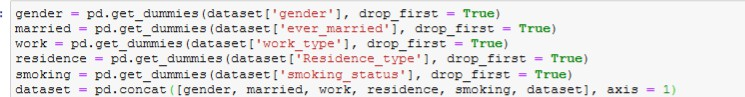 : gender = pd.get_dummies(dataset['gender'], drop_first = True)
married = pd.get_dummies(dataset['ever_married'], drop_first = True)
work = pd.get_dummies(dataset['work_type'], drop_first = True)
residence = pd.get_dummies(dataset['Residence_type'], drop_first = True)
smoking = pd.get_dummies(dataset['smoking_status'], drop_first = True)
dataset = pd.concat([gender, married, work, residence, smoking, dataset], axis = 1)